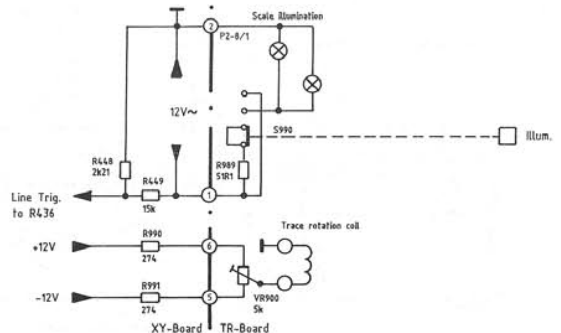 Scale illumination
2
P2-8/1
12V~
S990
Illum.
R448
2k21
R449
15k
R989
51R1
1
Line Trig.
to R436
Trace rotation coil
+12V
R990
274
6
-12V
R991
274
5
VR900
5k
XY-Board
TR-Board